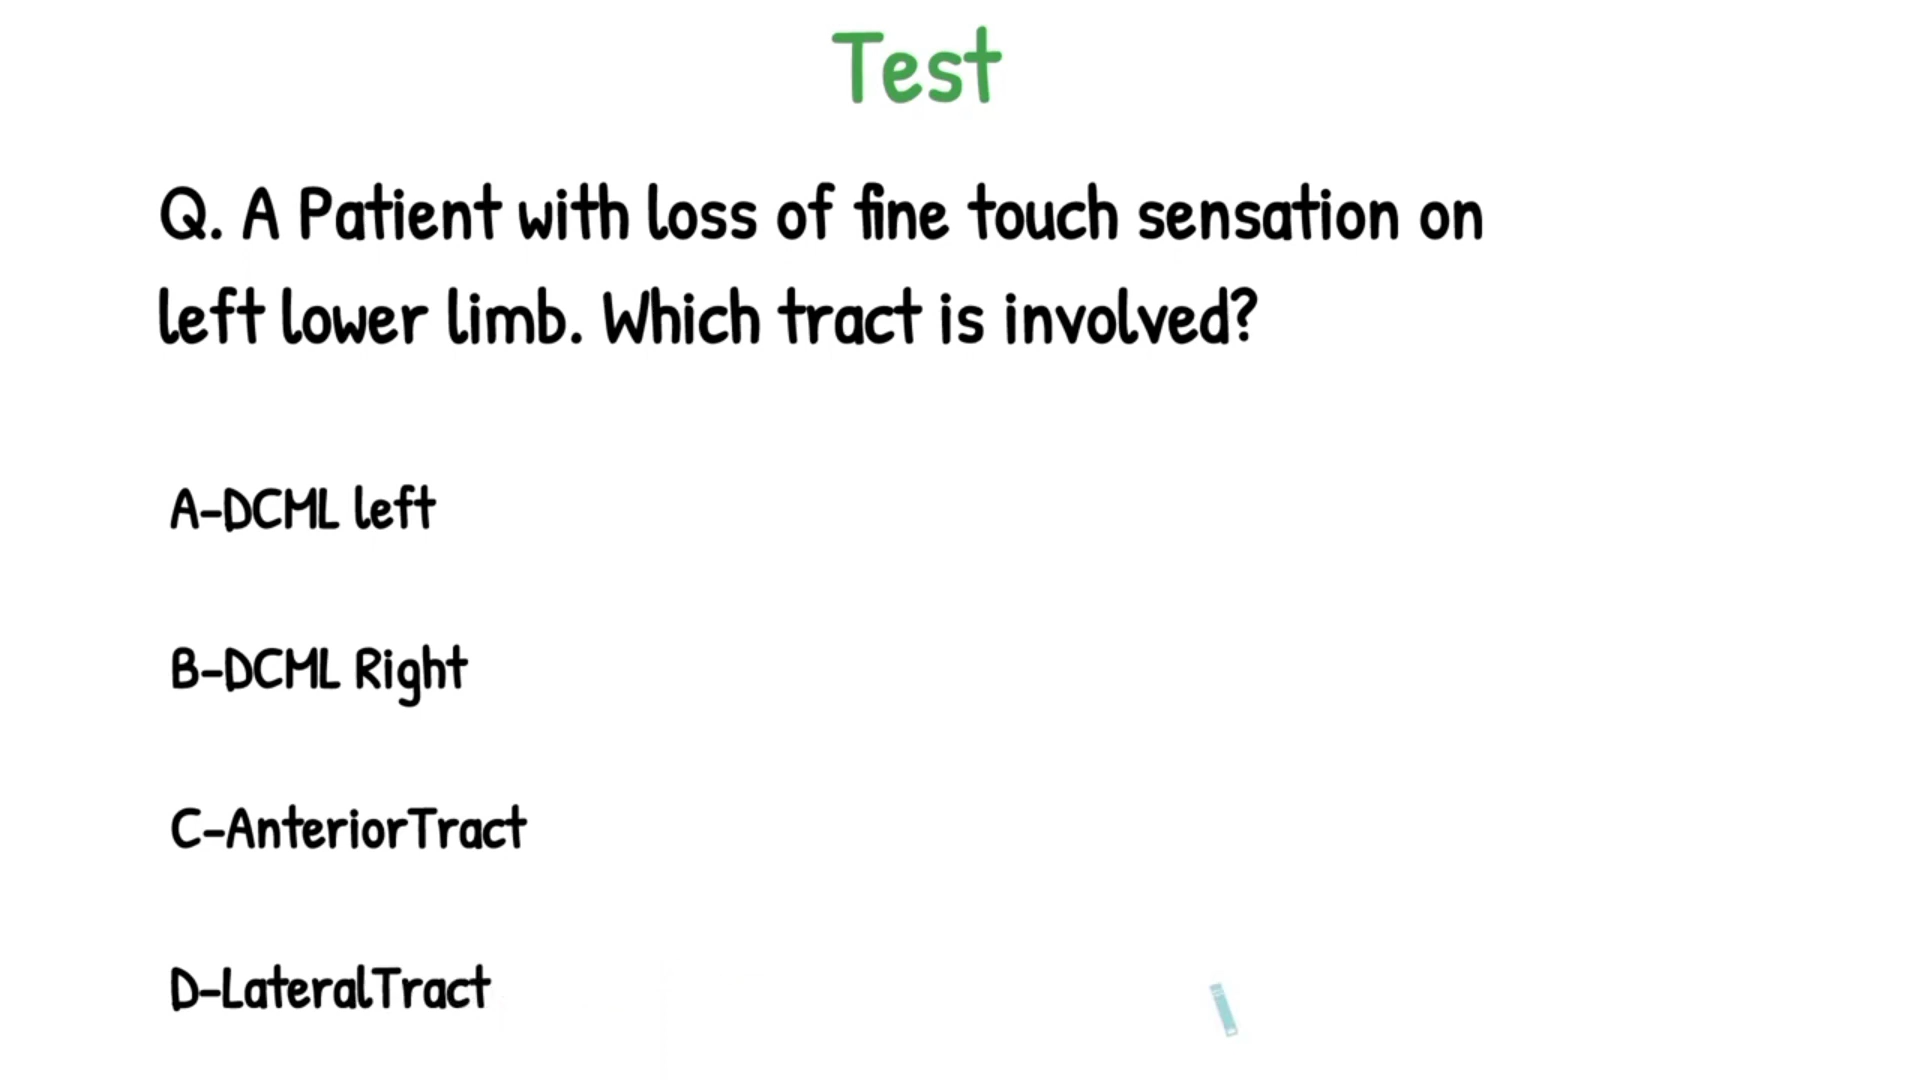 Test
Q. A Patient with loss of fine touch sensation on
left lower limb. Which tract is involved?
A-DCML left
B-DCML Right
C-AnteriorTract
D-LateralTract